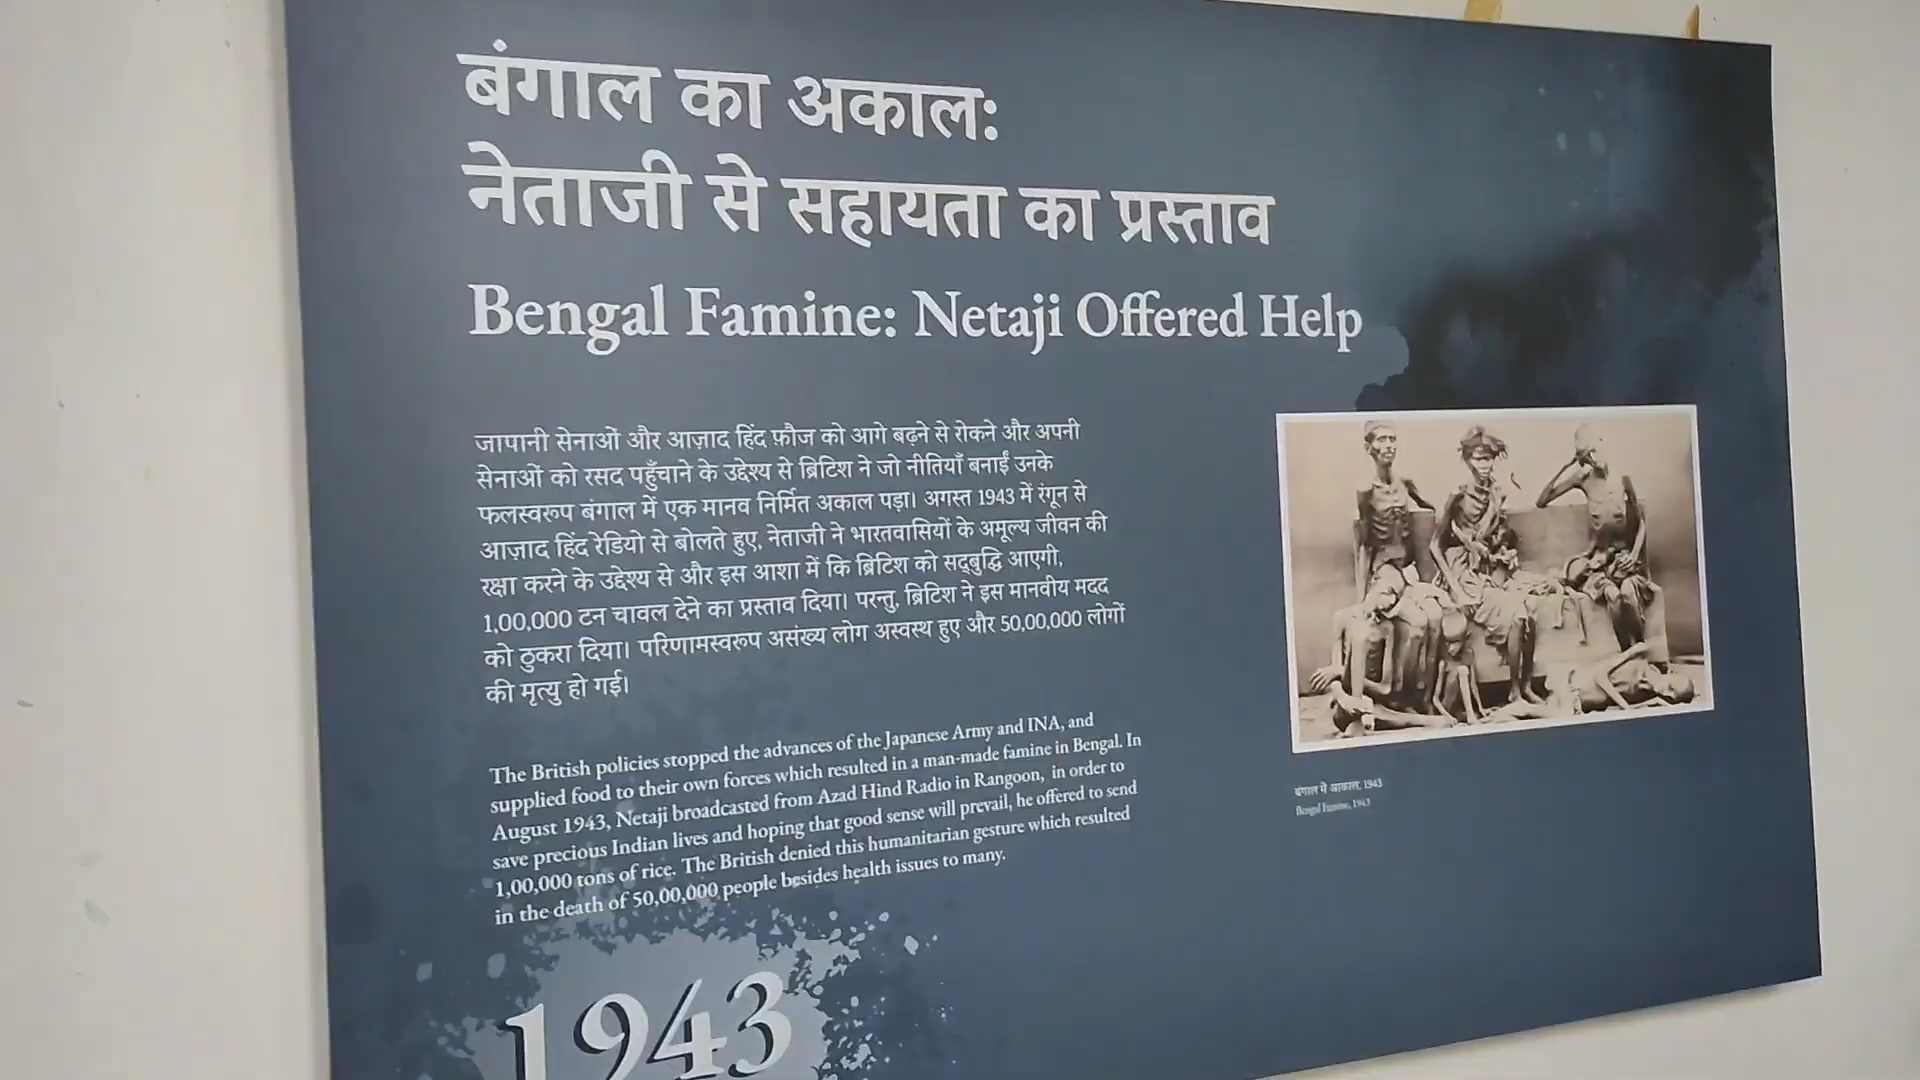 बंगाल का अकाल:
नेताजी से सहायता का प्रस्ताव
Bengal Famine: Netaji Offered Help
जापानी सेनाओं और आज़ाद हिंद फ़ौज को आगे बढ़ने से रोकने और अपनी
सेनाओं को रसद पहुँचाने के उद्देश्य से ब्रिटिश ने जो नीतियाँ बनाईं उनके
फलस्वरूप बंगाल में एक मानव निर्मित अकाल पड़ा। अगस्त 1943 में रंगून से
आज़ाद हिंद रेडियो से बोलते हुए, नेताजी ने भारतवासियों के अमूल्य जीवन की
रक्षा करने के उद्देश्य से और इस आशा में कि ब्रिटिश को सद्बुद्धि आएगी,
1,00,000 टन चावल देने का प्रस्ताव दिया। परन्तु, ब्रिटिश ने इस मानवीय मदद
को ठुकरा दिया। परिणामस्वरूप असंख्य लोग अस्वस्थ हुए और 50,00,000 लोगों
की मृत्यु हो गई।
The British policies stopped the advances of the Japanese Army and INA, and
supplied food to their own forces which resulted in a man-made famine in Bengal. In
August 1943, Netaji broadcasted from Azad Hind Radio in Rangoon, in order to
save precious Indian lives and hoping that good sense will prevail, he offered to send
1,00,000 tons of rice. The British denied this humanitarian gesture which resulted
in the death of 50,00,000 people besides health issues to many.
बंगाल में अकाल, 1943
Bengal Famine, 1943
1943